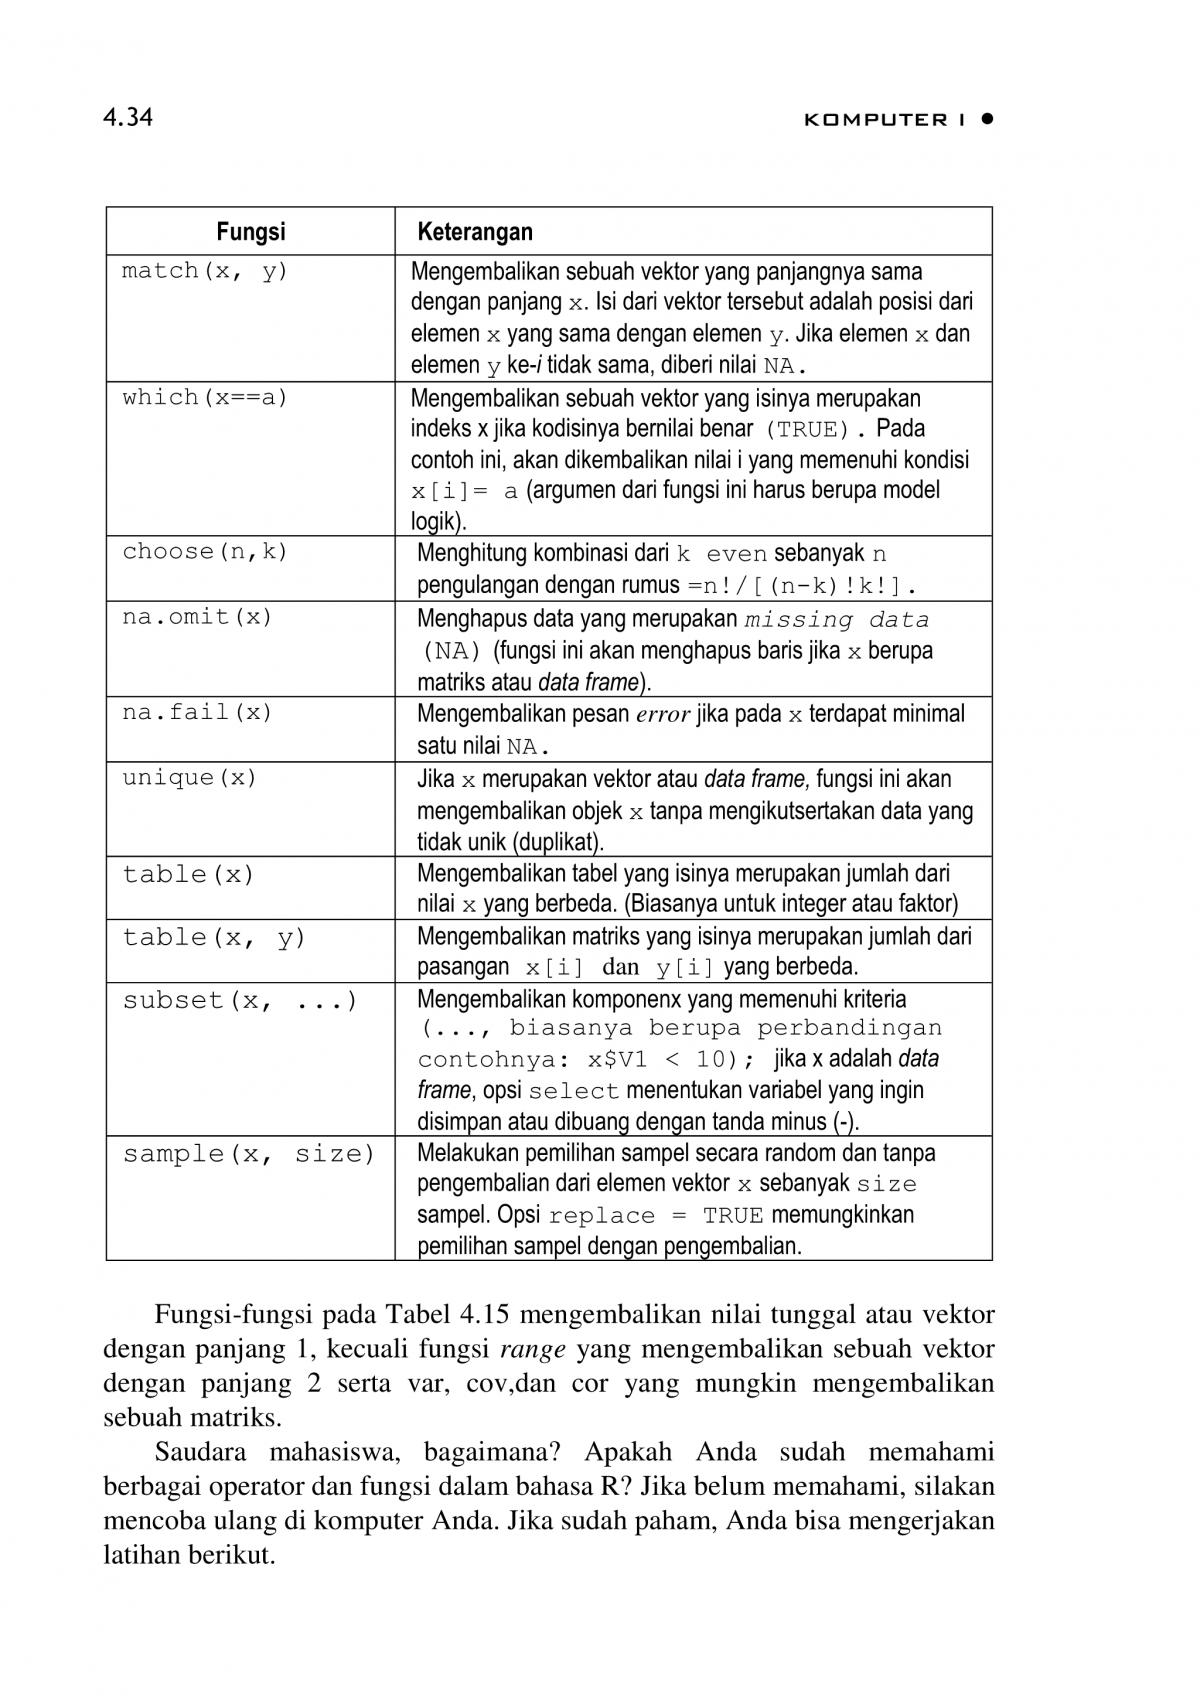 4.34 KOMPUTER I ●
Fungsi Keterangan
match(x, y) Mengembalikan sebuah vektor yang panjangnya sama
dengan panjang x. Isi dari vektor tersebut adalah posisi dari
elemen x yang sama dengan elemen y. Jika elemen x dan
elemen y ke-i tidak sama, diberi nilai NA.
which(x==a) Mengembalikan sebuah vektor yang isinya merupakan
indeks x jika kodisinya bernilai benar (TRUE). Pada
contoh ini, akan dikembalikan nilai i yang memenuhi kondisi
x[i]= a (argumen dari fungsi ini harus berupa model
logik).
choose(n,k) Menghitung kombinasi dari k even sebanyak n
pengulangan dengan rumus =n!/[(n-k)!k!].
na.omit(x) Menghapus data yang merupakan missing data
(NA) (fungsi ini akan menghapus baris jika x berupa
matriks atau data frame).
na.fail(x) Mengembalikan pesan error jika pada x terdapat minimal
satu nilai NA.
unique(x) Jika x merupakan vektor atau data frame, fungsi ini akan
mengembalikan objek x tanpa mengikutsertakan data yang
tidak unik (duplikat).
table(x) Mengembalikan tabel yang isinya merupakan jumlah dari
nilai x yang berbeda. (Biasanya untuk integer atau faktor)
table(x, y) Mengembalikan matriks yang isinya merupakan jumlah dari
pasangan x[i] dan y[i] yang berbeda.
subset(x, ...) Mengembalikan komponenx yang memenuhi kriteria
(..., biasanya berupa perbandingan
contohnya: x$V1 < 10); jika x adalah data
frame, opsi select menentukan variabel yang ingin
disimpan atau dibuang dengan tanda minus (-).
sample(x, size) Melakukan pemilihan sampel secara random dan tanpa
pengembalian dari elemen vektor x sebanyak size
sampel. Opsi replace = TRUE memungkinkan
pemilihan sampel dengan pengembalian.
Fungsi-fungsi pada Tabel 4.15 mengembalikan nilai tunggal atau vektor
dengan panjang 1, kecuali fungsi range yang mengembalikan sebuah vektor
dengan panjang 2 serta var, cov,dan cor yang mungkin mengembalikan
sebuah matriks.
Saudara mahasiswa, bagaimana? Apakah Anda sudah memahami
berbagai operator dan fungsi dalam bahasa R? Jika belum memahami, silakan
mencoba ulang di komputer Anda. Jika sudah paham, Anda bisa mengerjakan
latihan berikut.